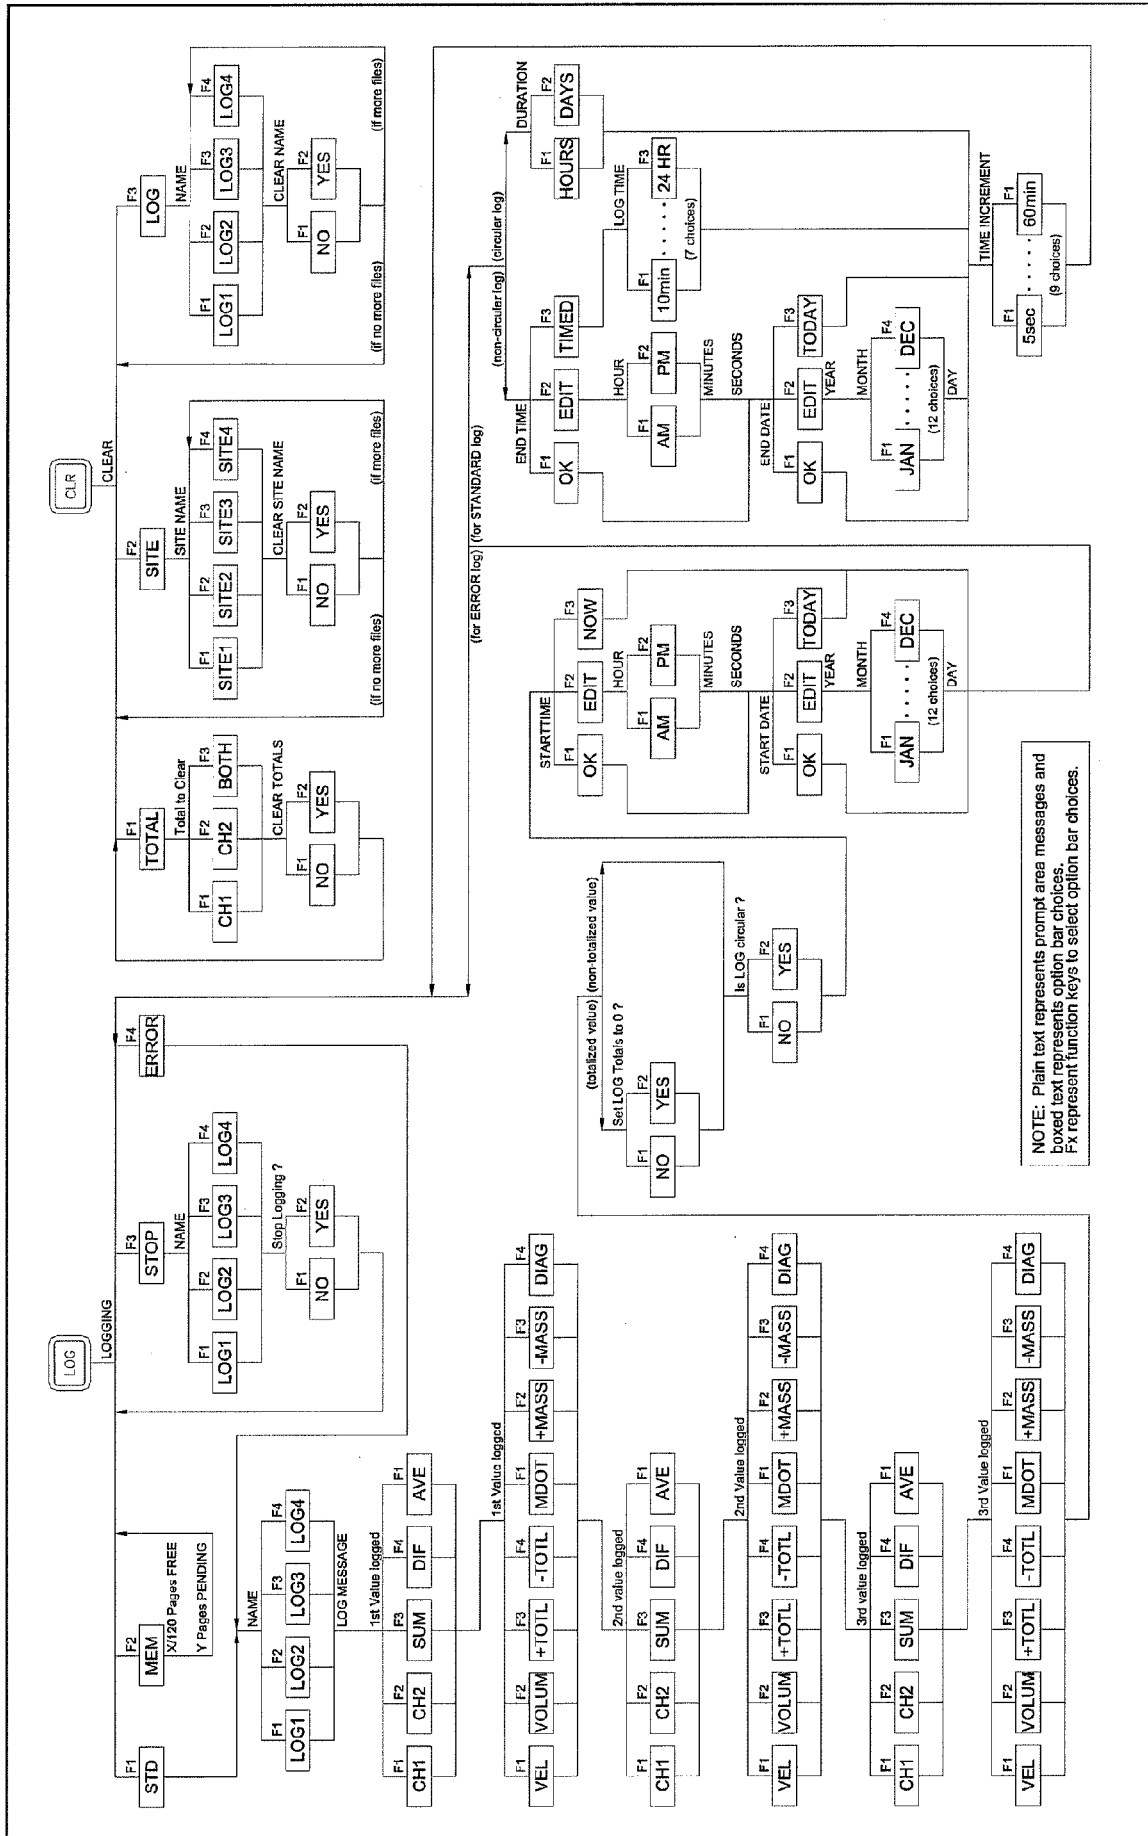 LOG
LOGGING
F1 F2 F3 F4
STD MEM STOP ERROR
X/120 Pages FREE
Y Pages PENDING
NAME
F1 F2 F3 F4
LOG1 LOG2 LOG3 LOG4
Stop Logging ?
F1 F2
NO YES
NAME
F1 F2 F3 F4
LOG1 LOG2 LOG3 LOG4
LOG MESSAGE
1st Value logged
F1 F2 F3 F4 F1
CH1 CH2 SUM DIF AVE
1st Value logged
F1 F2 F3 F4 F1 F2 F3 F4
VEL VOLUM +TOTL -TOTL MDOT +MASS -MASS DIAG
2nd value logged
F1 F2 F3 F4 F1
CH1 CH2 SUM DIF AVE
2nd Value logged
F1 F2 F3 F4 F1 F2 F3 F4
VEL VOLUM +TOTL -TOTL MDOT +MASS -MASS DIAG
3rd value logged
F1 F2 F3 F4 F1
CH1 CH2 SUM DIF AVE
3rd Value logged
F1 F2 F3 F4 F1 F2 F3 F4
VEL VOLUM +TOTL -TOTL MDOT +MASS -MASS DIAG
CLR
CLEAR
F1 F2 F3
TOTAL SITE LOG
Total to Clear
F1 F2 F3
CH1 CH2 BOTH
CLEAR TOTALS
F1 F2
NO YES
SITE NAME
F1 F2 F3 F4
SITE1 SITE2 SITE3 SITE4
CLEAR SITE NAME
F1 F2
NO YES
(if no more files) (if more files)
NAME
F1 F2 F3 F4
LOG1 LOG2 LOG3 LOG4
CLEAR NAME
F1 F2
NO YES
(if no more files) (if more files)
(totalized value) (non-totalized value)
Set LOG Totals to 0 ?
F1 F2
NO YES
Is LOG circular ?
F1 F2
NO YES
STARTTIME
F1 F2 F3
OK EDIT NOW
HOUR
F1 F2
AM PM
MINUTES
SECONDS
START DATE
F1 F2 F3
OK EDIT TODAY
YEAR
MONTH
F1 F4
JAN . . . . . DEC
(12 choices)
DAY
(for ERROR log) (for STANDARD log)
(non-circular log) (circular log)
END TIME
F1 F2 F3
OK EDIT TIMED
HOUR
F1 F2
AM PM
MINUTES
SECONDS
END DATE
F1 F2 F3
OK EDIT TODAY
YEAR
MONTH
F1 F4
JAN . . . . . DEC
(12 choices)
DAY
LOG TIME
F1 F3
10min . . . . . 24 HR
(7 choices)
DURATION
F1 F2
HOURS DAYS
TIME INCREMENT
F1 F1
5sec . . . . . 60min
(9 choices)
NOTE: Plain text represents prompt area messages and
boxed text represents option bar choices.
Fx represent function keys to select option bar choices.